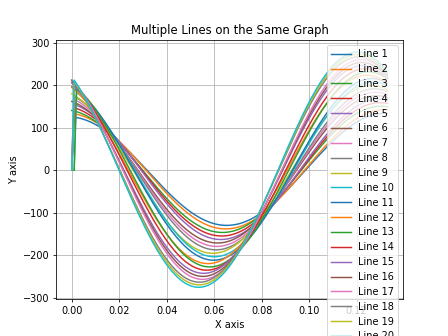 Multiple Lines on the Same Graph
Y axis
300
200
100
0
−100
−200
−300
0.00
0.02
0.04
0.06
0.08
0.10
X axis
Line 1
Line 2
Line 3
Line 4
Line 5
Line 6
Line 7
Line 8
Line 9
Line 10
Line 11
Line 12
Line 13
Line 14
Line 15
Line 16
Line 17
Line 18
Line 19
Line 20